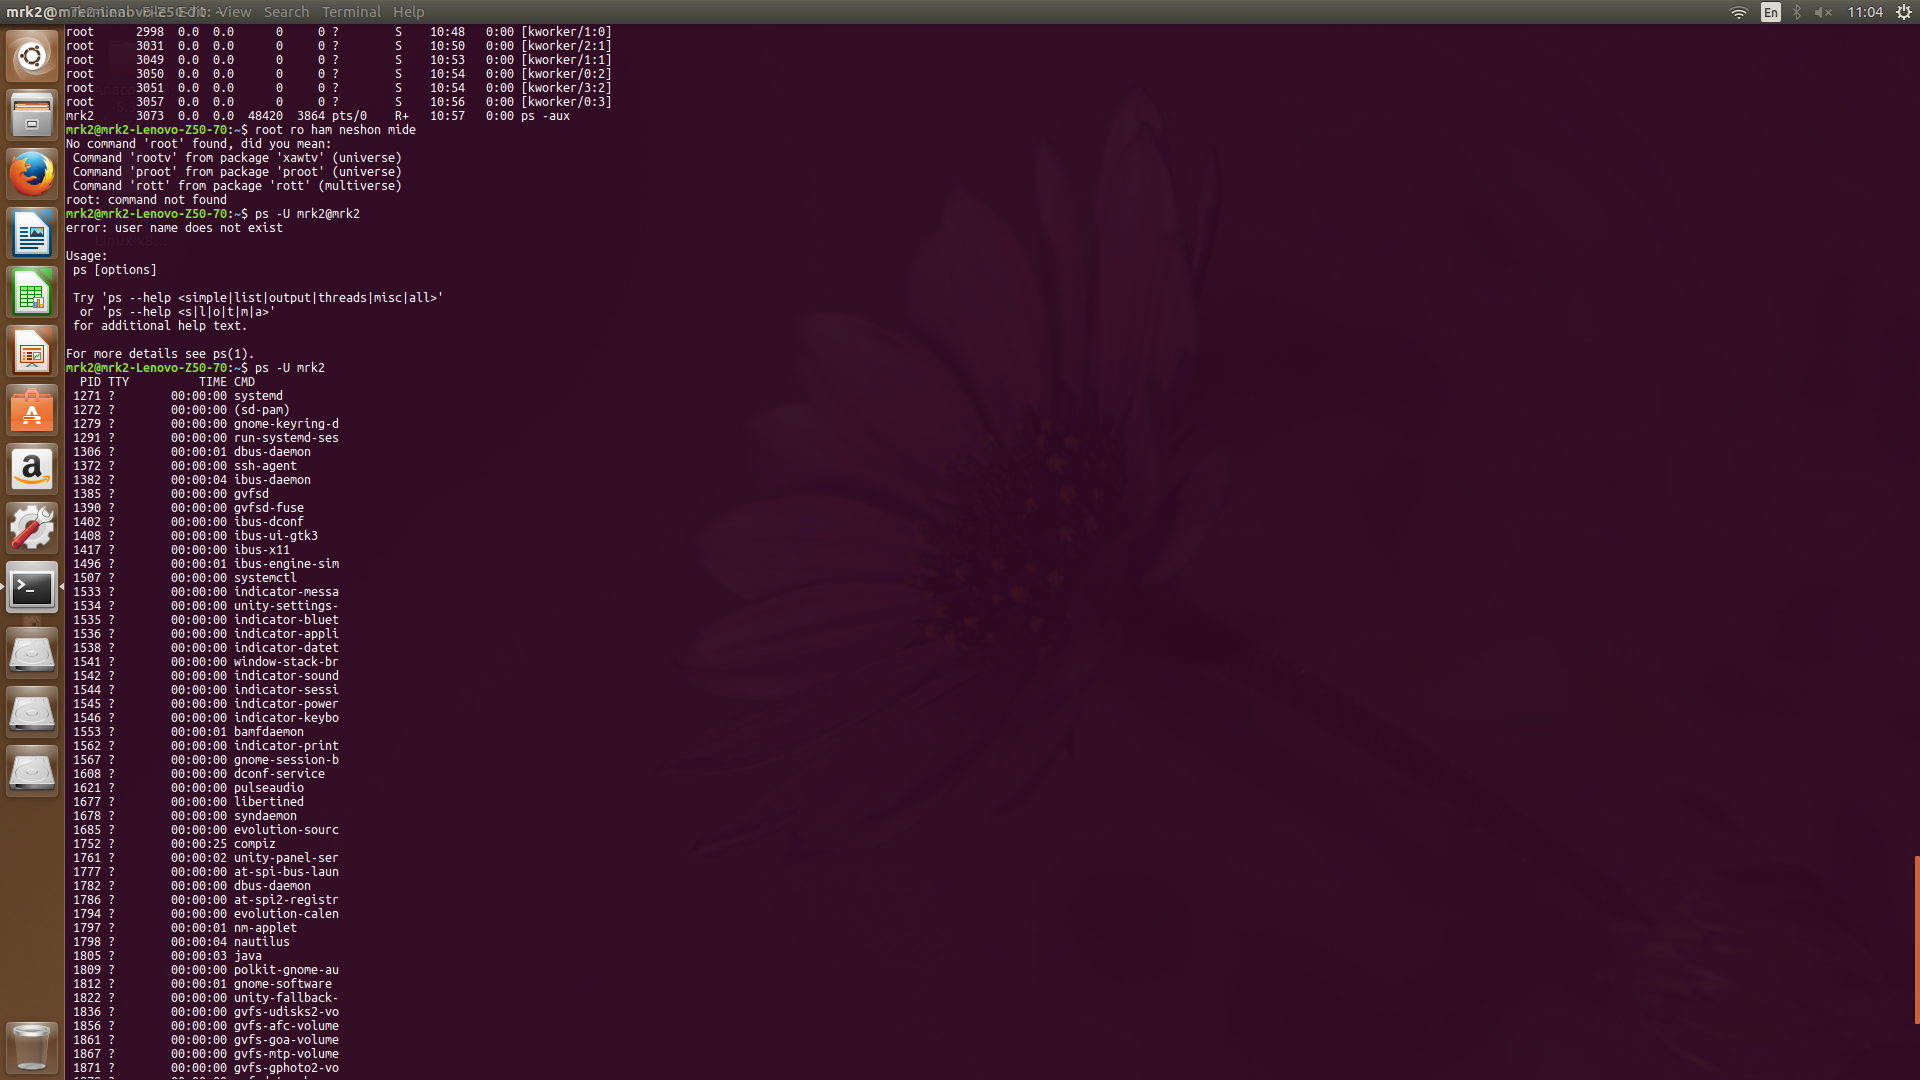 mrk2@mrk2-Lenovo-Z50-70: ~ Terminal File Edit View Search Terminal Help
En 11:04
root 2998 0.0 0.0 0 0 ? S 10:48 0:00 [kworker/1:0]
root 3031 0.0 0.0 0 0 ? S 10:50 0:00 [kworker/2:1]
root 3049 0.0 0.0 0 0 ? S 10:53 0:00 [kworker/1:1]
root 3050 0.0 0.0 0 0 ? S 10:54 0:00 [kworker/0:2]
root 3051 0.0 0.0 0 0 ? S 10:54 0:00 [kworker/3:2]
root 3057 0.0 0.0 0 0 ? S 10:56 0:00 [kworker/0:3]
mrk2 3073 0.0 0.0 48420 3864 pts/0 R+ 10:57 0:00 ps -aux
mrk2@mrk2-Lenovo-Z50-70:~$ root ro ham neshon mide
No command 'root' found, did you mean:
Command 'rootv' from package 'xawtv' (universe)
Command 'proot' from package 'proot' (universe)
Command 'rott' from package 'rott' (multiverse)
root: command not found
mrk2@mrk2-Lenovo-Z50-70:~$ ps -U mrk2@mrk2
error: user name does not exist
Usage:
ps [options]
Try 'ps --help <simple|list|output|threads|misc|all>'
or 'ps --help <s|l|o|t|m|a>'
for additional help text.
For more details see ps(1).
mrk2@mrk2-Lenovo-Z50-70:~$ ps -U mrk2
PID TTY TIME CMD
1271 ? 00:00:00 systemd
1272 ? 00:00:00 (sd-pam)
1279 ? 00:00:00 gnome-keyring-d
1291 ? 00:00:00 run-systemd-ses
1306 ? 00:00:01 dbus-daemon
1372 ? 00:00:00 ssh-agent
1382 ? 00:00:04 ibus-daemon
1385 ? 00:00:00 gvfsd
1390 ? 00:00:00 gvfsd-fuse
1402 ? 00:00:00 ibus-dconf
1408 ? 00:00:00 ibus-ui-gtk3
1417 ? 00:00:00 ibus-x11
1496 ? 00:00:01 ibus-engine-sim
1507 ? 00:00:00 systemctl
1533 ? 00:00:00 indicator-messa
1534 ? 00:00:00 unity-settings-
1535 ? 00:00:00 indicator-bluet
1536 ? 00:00:00 indicator-appli
1538 ? 00:00:00 indicator-datet
1541 ? 00:00:00 window-stack-br
1542 ? 00:00:00 indicator-sound
1544 ? 00:00:00 indicator-sessi
1545 ? 00:00:00 indicator-power
1546 ? 00:00:00 indicator-keybo
1553 ? 00:00:01 bamfdaemon
1562 ? 00:00:00 indicator-print
1567 ? 00:00:00 gnome-session-b
1608 ? 00:00:00 dconf-service
1621 ? 00:00:00 pulseaudio
1677 ? 00:00:00 libertined
1678 ? 00:00:00 syndaemon
1685 ? 00:00:00 evolution-sourc
1752 ? 00:00:25 compiz
1761 ? 00:00:02 unity-panel-ser
1777 ? 00:00:00 at-spi-bus-laun
1782 ? 00:00:00 dbus-daemon
1786 ? 00:00:00 at-spi2-registr
1794 ? 00:00:00 evolution-calen
1797 ? 00:00:01 nm-applet
1798 ? 00:00:04 nautilus
1805 ? 00:00:03 java
1809 ? 00:00:00 polkit-gnome-au
1812 ? 00:00:01 gnome-software
1822 ? 00:00:00 unity-fallback-
1836 ? 00:00:00 gvfs-udisks2-vo
1856 ? 00:00:00 gvfs-afc-volume
1861 ? 00:00:00 gvfs-goa-volume
1867 ? 00:00:00 gvfs-mtp-volume
1871 ? 00:00:00 gvfs-gphoto2-vo